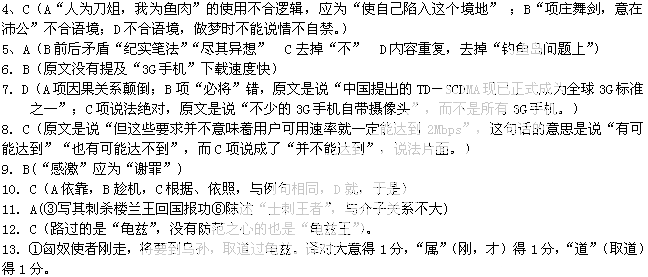 4、C（A“人为刀俎，我为鱼肉”的使用不合逻辑，应为“使自己陷入这个境地”；B“项庄舞剑，意在
沛公”不合语境；D不合语境，做梦时不能说情不自禁。）
5、A（B前后矛盾“纪实笔法”“尽其异想” C去掉“不” D内容重复，去掉“钓鱼岛问题上”）
6．B（原文没有提及“3G手机”下载速度快）
7．D（A项因果关系颠倒；B项“必将”错，原文是说“中国提出的TD—SCDMA现已正式成为全球3G标准
之一”；C项说法绝对，原文是说“不少的3G手机自带摄像头”，而不是所有3G手机。）
8．C（原文是说“但这些要求并不意味着用户可用速率就一定能达到2Mbps”，这句话的意思是说“有可
能达到”“也有可能达不到”，而C项说成了“并不能达到”，说法片面。）
9．B(“感激”应为“谢罪”）
10．C（A依靠，B趁机，C根据、依照，与例句相同，D就，于是）
11．A(③写其刺杀楼兰王回国报功⑥陈述“士刺王者”，与介子关系不大)
12．C（路过的是“龟兹”，没有防范之心的也是“龟兹王”）。
13．①匈奴使者刚走，将要到乌孙，取道过龟兹。译对大意得1分，“属”（刚，才）得1分，“道”（取道）
得1分。